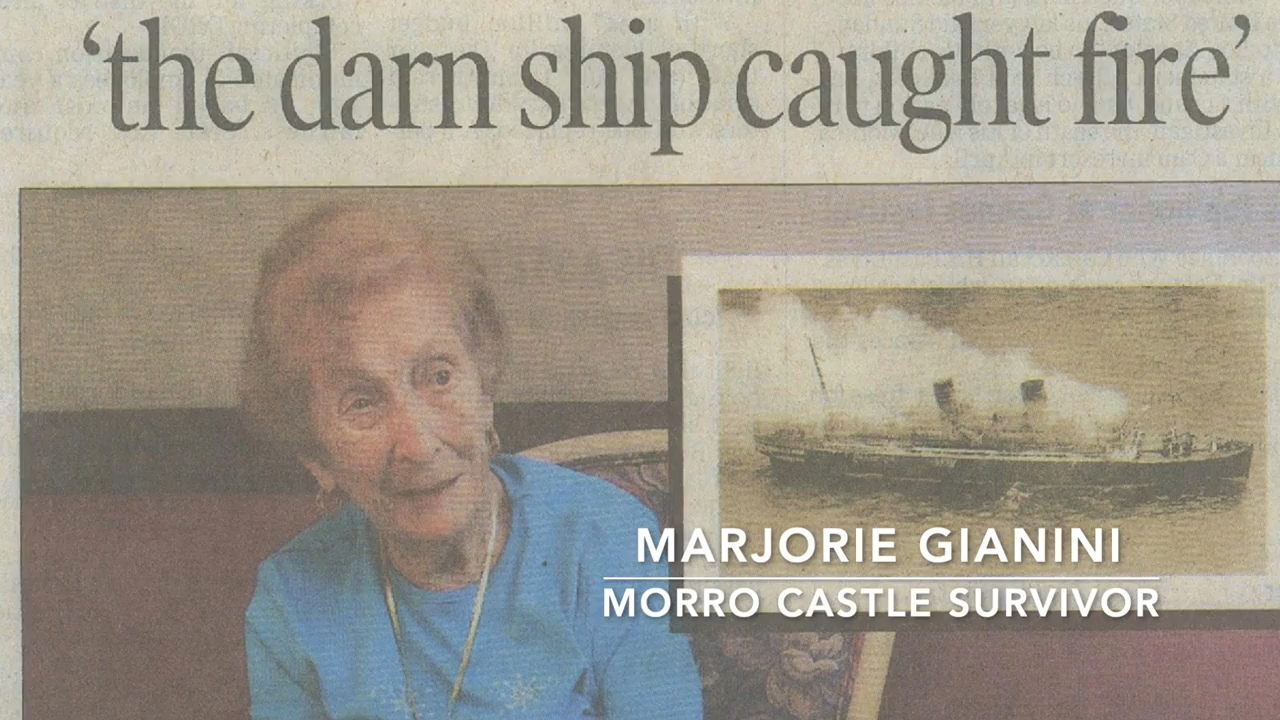 ‘the darn ship caught fire’
MARJORIE GIANINI
MORRO CASTLE SURVIVOR